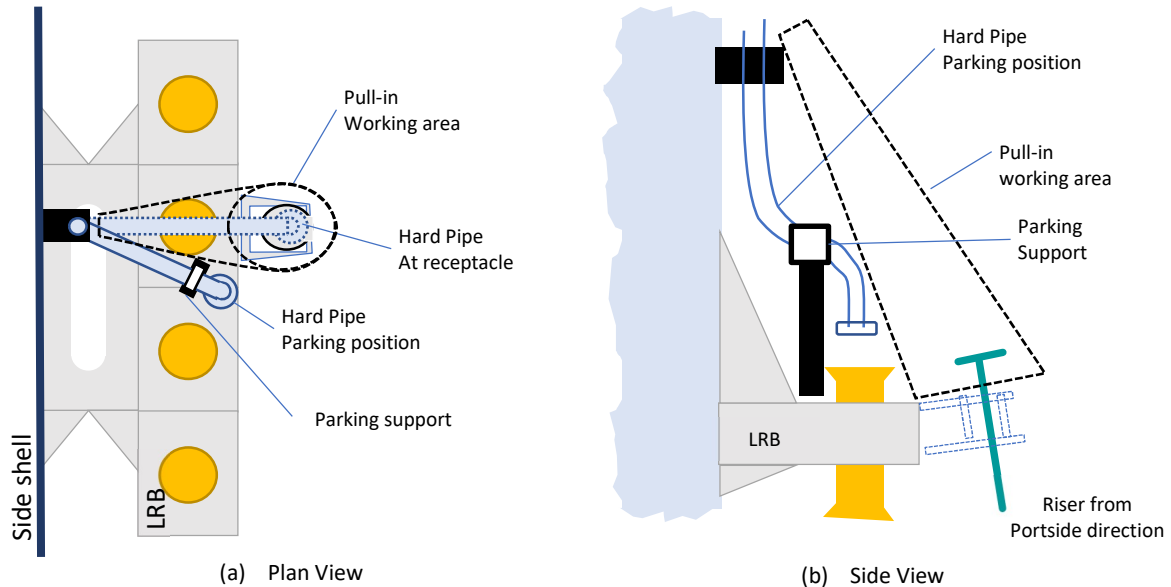 Pull-in
Working area
Hard Pipe
At receptacle
Hard Pipe
Parking position
Parking support
Side shell
LRB
(a) Plan View
Hard Pipe
Parking position
Pull-in
working area
Parking
Support
LRB
Riser from
Portside direction
(b) Side View